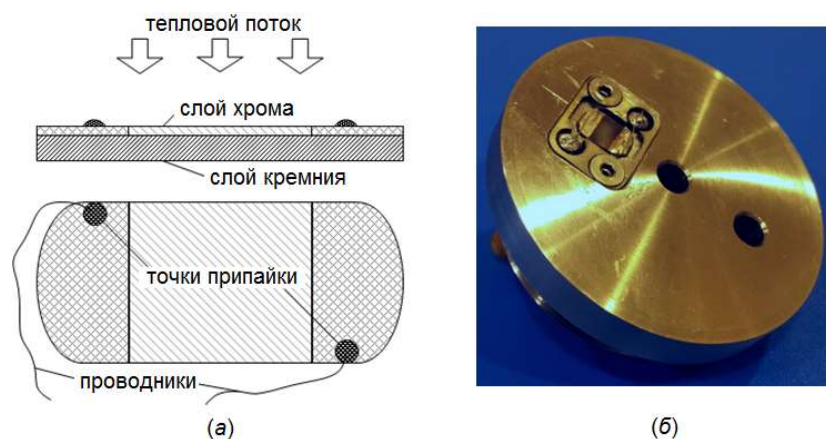 тепловой поток
слой хрома
слой кремния
точки припайки
проводники
(а)
(б)